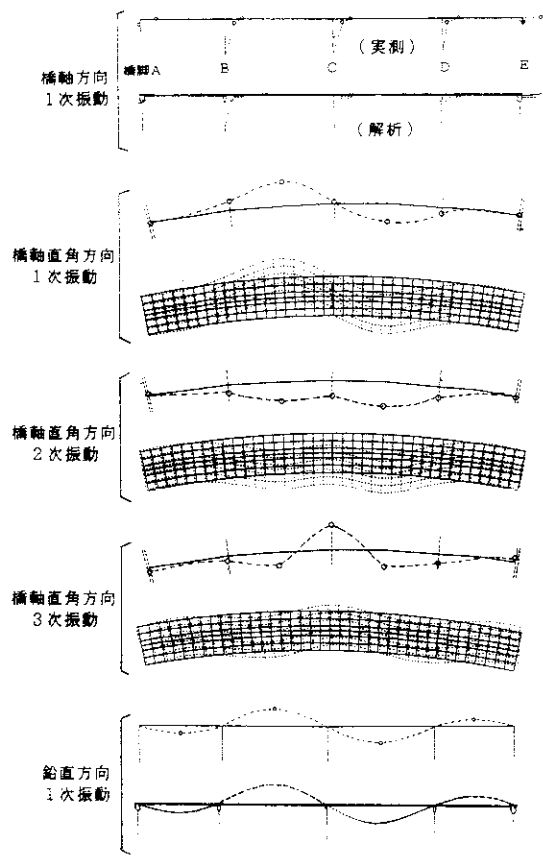 (実測)
橋脚A B C D E
橋軸方向
1次振動
(解析)
橋軸直角方向
1次振動
橋軸直角方向
2次振動
橋軸直角方向
3次振動
鉛直方向
1次振動